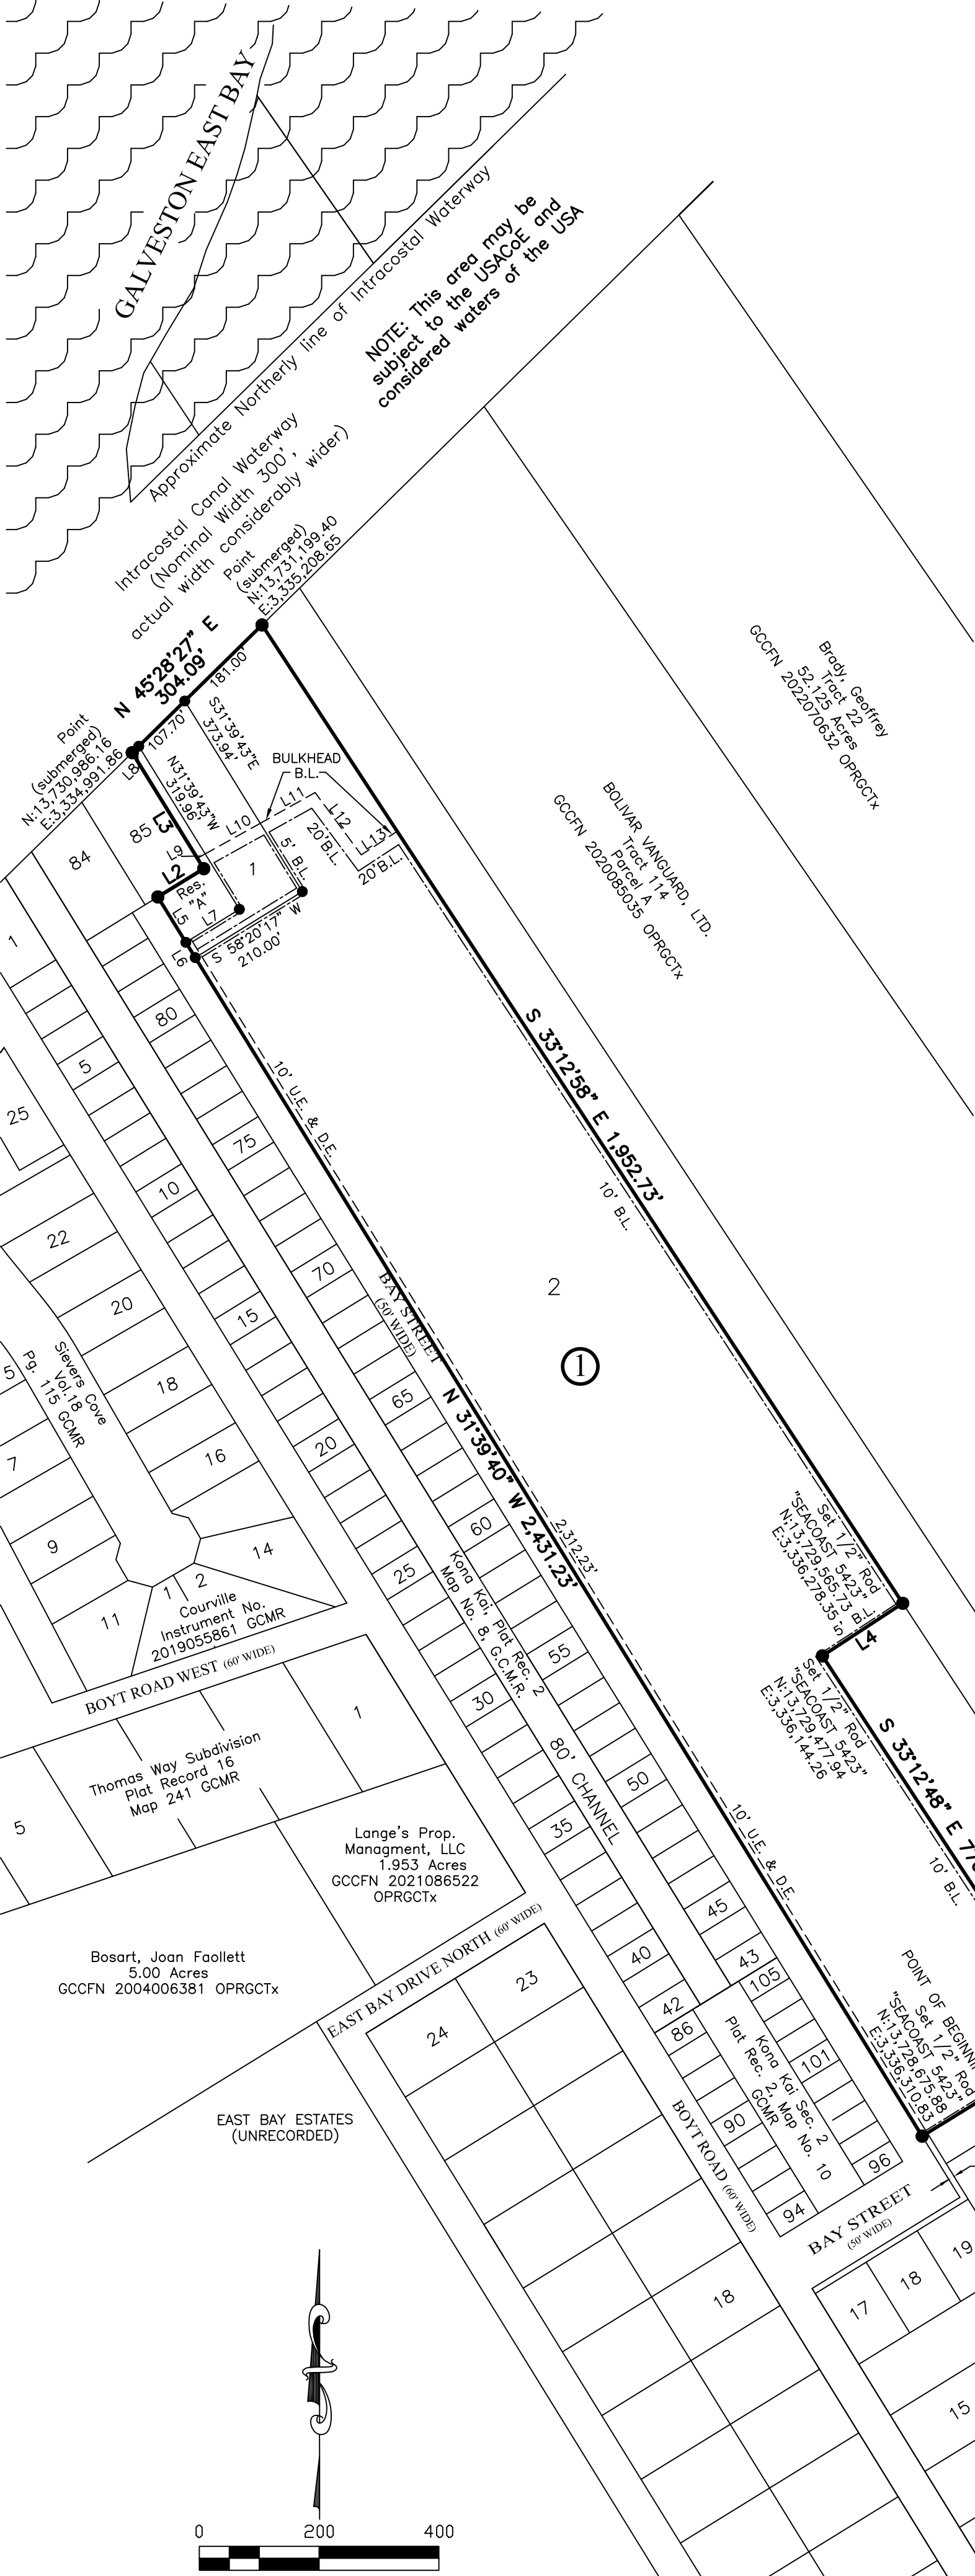 GALVESTON EAST BAY
Approximate Northerly line of Intracostal Waterway
NOTE: This area may be
subject to the USACoE and
considered waters of the USA
Intracostal Canal Waterway
(Nominal Width 300',
actual width considerably wider)
Point
(submerged)
N:13,731,199.40
E:3,335,208.65
N 45°28'27" E
304.09'
181.00'
107.70'
Point
(submerged)
N:13,730,986.16
E:3,334,991.86
L8
S31°39'43"E
373.94'
N31°39'43"W
319.96'
BULKHEAD
B.L.
L3
85
84
L9
L10
L11
L12
L13
20'B.L.
20'B.L.
5' B.L.
1
L2
Res.
"A"
L5
L7
L6
S 58°20'17" W
210.00'
Brady, Geoffrey
Tract 22
52.125 Acres
GCCFN 2022070632 OPRGCTx
BOLIVAR VANGUARD, LTD.
Tract 114
Parcel A
GCCFN 2020085035 OPRGCTx
1
80
5
25
75
10
22
70
20
15
65
18
20
16
60
25
14
55
30
50
35
45
40
43
42
10' U.E. & D.E.
S 33°12'58" E 1,952.73'
10' B.L.
2
1
BAY STREET
(50' WIDE)
N 31°39'40" W 2,431.23'
2,312.23'
Sievers Cove
Vol.18
Pg. 115 GCMR
5
7
9
11
1
2
Courville
Instrument No.
2019055861 GCMR
Kona Kai, Plat Rec. 2
Map No. 8, G.C.M.R.
Set 1/2" Rod
"SEACOAST 5423"
N:13,729,565.73
E:3,336,278.35
5' B.L.
L4
Set 1/2" Rod
"SEACOAST 5423"
N:13,729,477.94
E:3,336,144.26
S 33°12'48" E 77
10' B.L.
BOYT ROAD WEST (60' WIDE)
1
Thomas Way Subdivision
Plat Record 16
Map 241 GCMR
5
80' CHANNEL
Lange's Prop.
Managment, LLC
1.953 Acres
GCCFN 2021086522
OPRGCTx
10' U.E. & D.E.
Bosart, Joan Faollett
5.00 Acres
GCCFN 2004006381 OPRGCTx
EAST BAY DRIVE NORTH (60' WIDE)
23
24
105
86
101
90
96
94
Kona Kai Sec. 2
Plat Rec. 2, Map No. 10
GCMR
POINT OF BEGINNIN
Set 1/2" Rod
"SEACOAST 5423"
N:13,728,675.88
E:3,336,310.83
EAST BAY ESTATES
(UNRECORDED)
BOYT ROAD (60' WIDE)
BAY STREET
(50' WIDE)
19
18
17
18
15
0 200 400